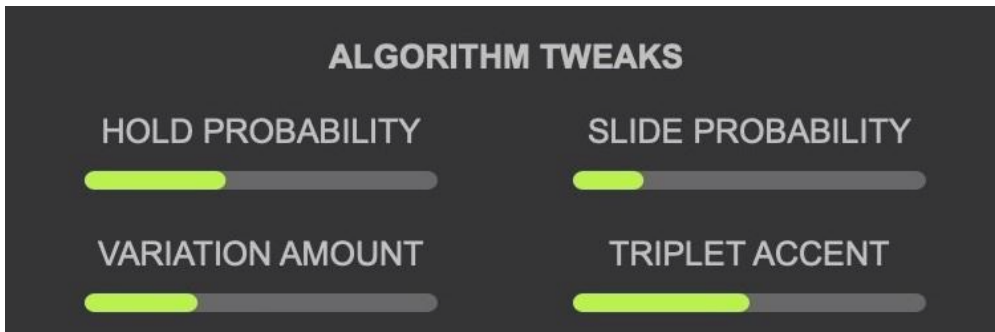 ALGORITHM TWEAKS
HOLD PROBABILITY
SLIDE PROBABILITY
VARIATION AMOUNT
TRIPLET ACCENT